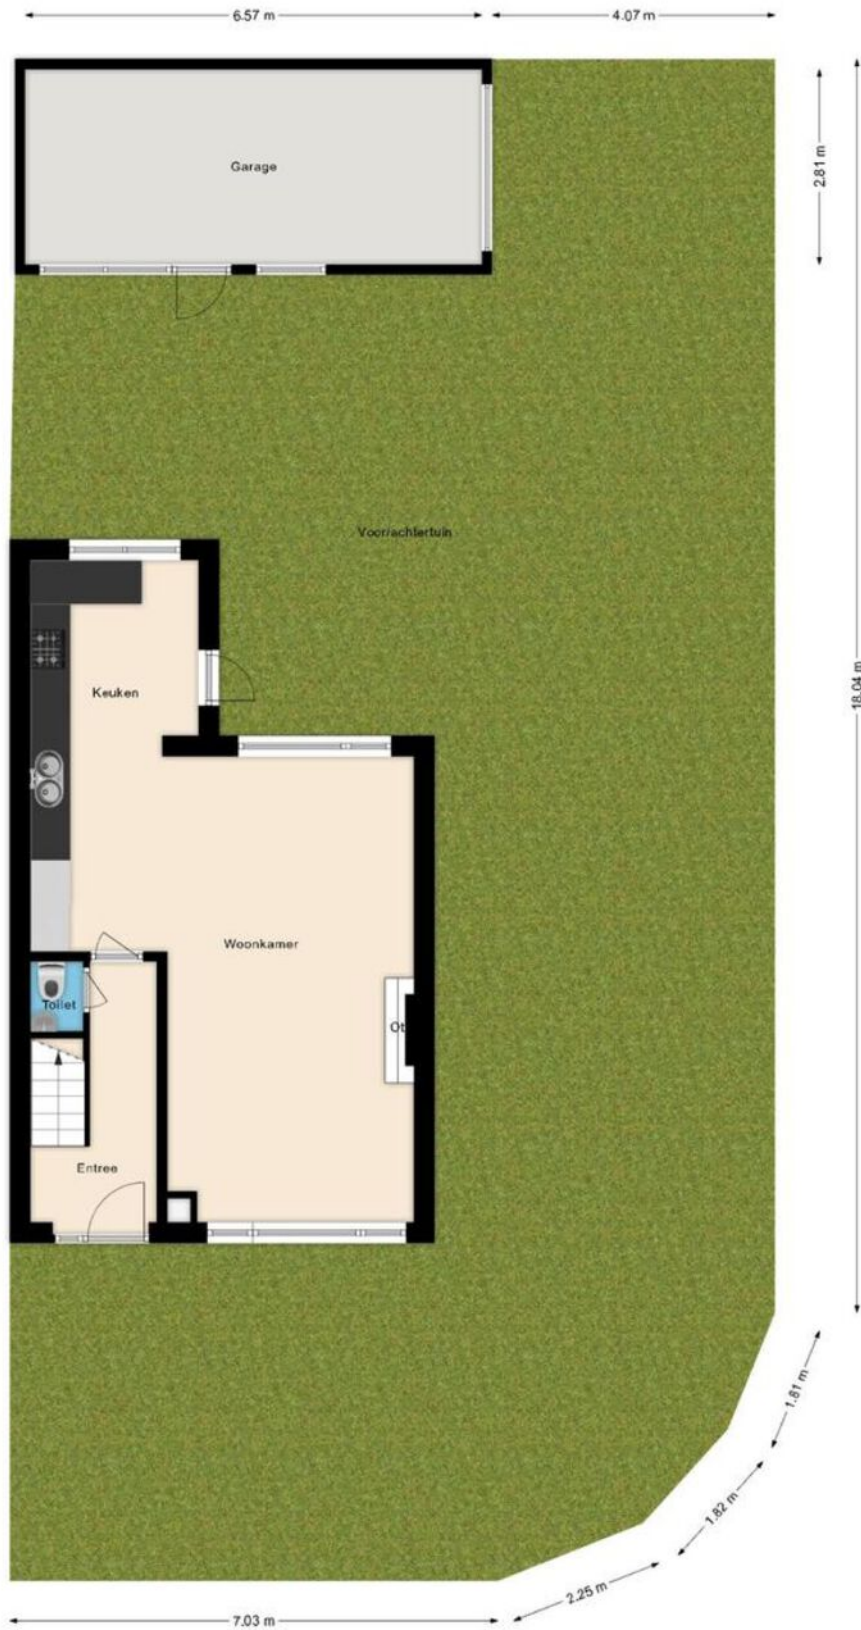 6.57 m
4.07 m
Garage
2.81 m
Voor/achtertuin
18.04 m
Keuken
Woonkamer
Toilet
Ot
Entree
1.81 m
1.82 m
2.25 m
7.03 m